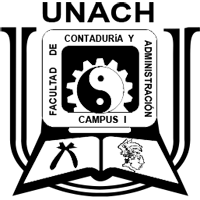 UNACH
FACULTAD DE
CONTADURíA Y
ADMINISTRACIÓN
CAMPUS I